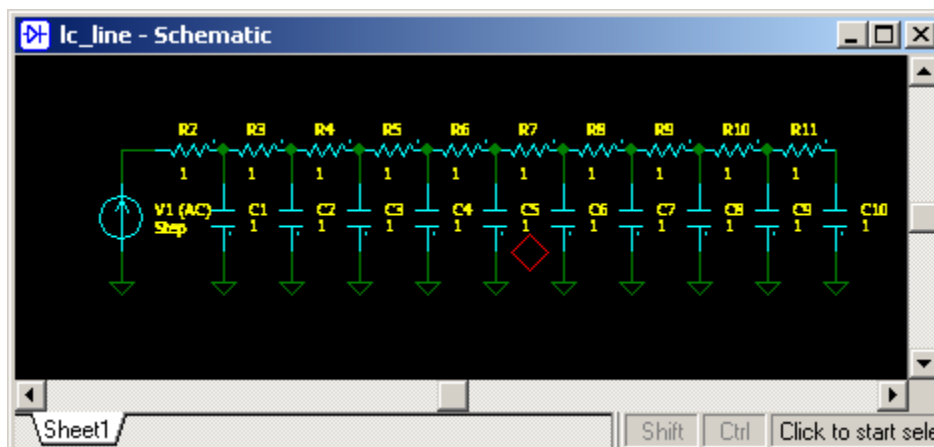 lc_line - Schematic
R2 R3 R4 R5 R6 R7 R8 R9 R10 R11
1 1 1 1 1 1 1 1 1 1
V1 (AC) C1 C2 C3 C4 C5 C6 C7 C8 C9 C10
Step 1 1 1 1 1 1 1 1 1 1
Sheet1 Shift Ctrl Click to start sele